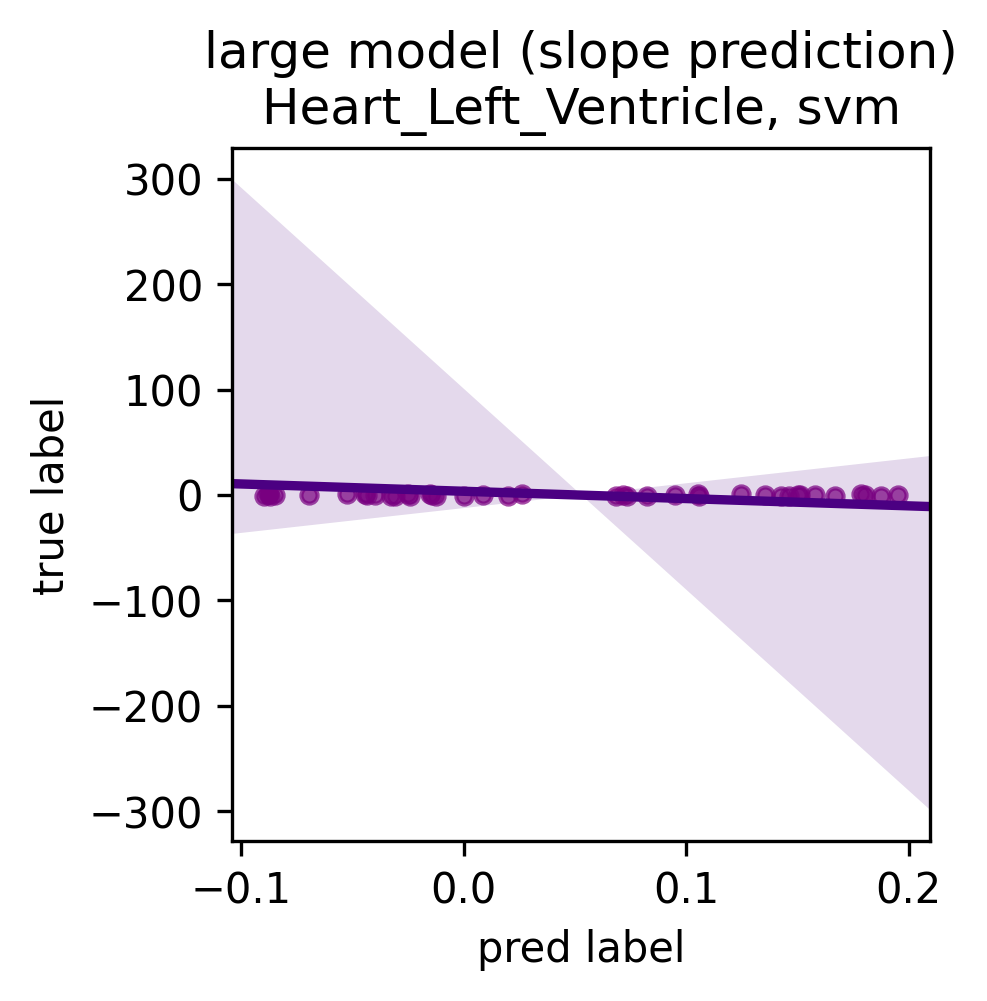 large model (slope prediction)
Heart_Left_Ventricle, svm
300
200
100
0
−100
−200
−300
true label
−0.1
0.0
0.1
0.2
pred label